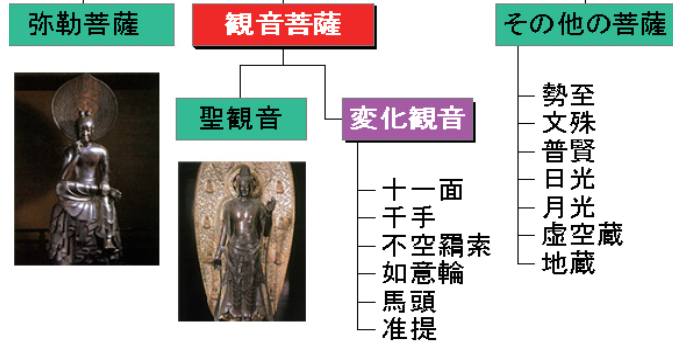 弥勒菩薩
観音菩薩
その他の菩薩
聖観音
変化観音
勢至
文殊
普賢
日光
月光
虚空蔵
地蔵
十一面
千手
不空羂索
如意輪
馬頭
准提